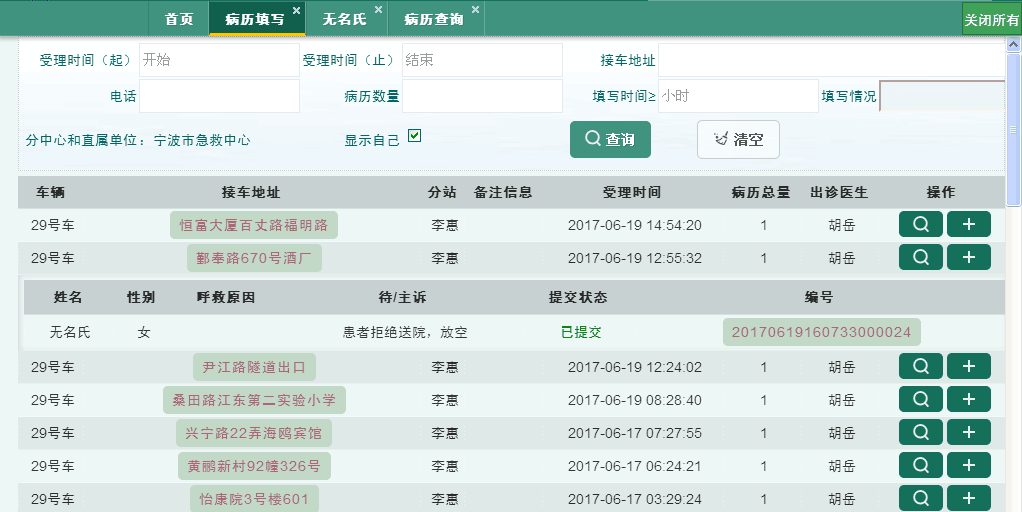 首页 病历填写 × 无名氏 × 病历查询 × 关闭所有
受理时间（起） 开始 受理时间（止） 结束 接车地址
电话 病历数量 填写时间≥ 小时 填写情况
分中心和直属单位：宁波市急救中心 显示自己 查询 清空
车辆 接车地址 分站 备注信息 受理时间 病历总量 出诊医生 操作
29号车 恒富大厦百丈路福明路 李惠 2017-06-19 14:54:20 1 胡岳
29号车 鄞奉路670号酒厂 李惠 2017-06-19 12:55:32 1 胡岳
姓名 性别 呼救原因 待/主诉 提交状态 编号
无名氏 女 患者拒绝送院，放空 已提交 20170619160733000024
29号车 尹江路隧道出口 李惠 2017-06-19 12:24:02 1 胡岳
29号车 桑田路江东第二实验小学 李惠 2017-06-19 08:28:40 1 胡岳
29号车 兴宁路22弄海鸥宾馆 李惠 2017-06-17 07:27:55 1 胡岳
29号车 黄鹂新村92幢326号 李惠 2017-06-17 06:24:21 1 胡岳
29号车 怡康院3号楼601 李惠 2017-06-17 03:29:24 1 胡岳